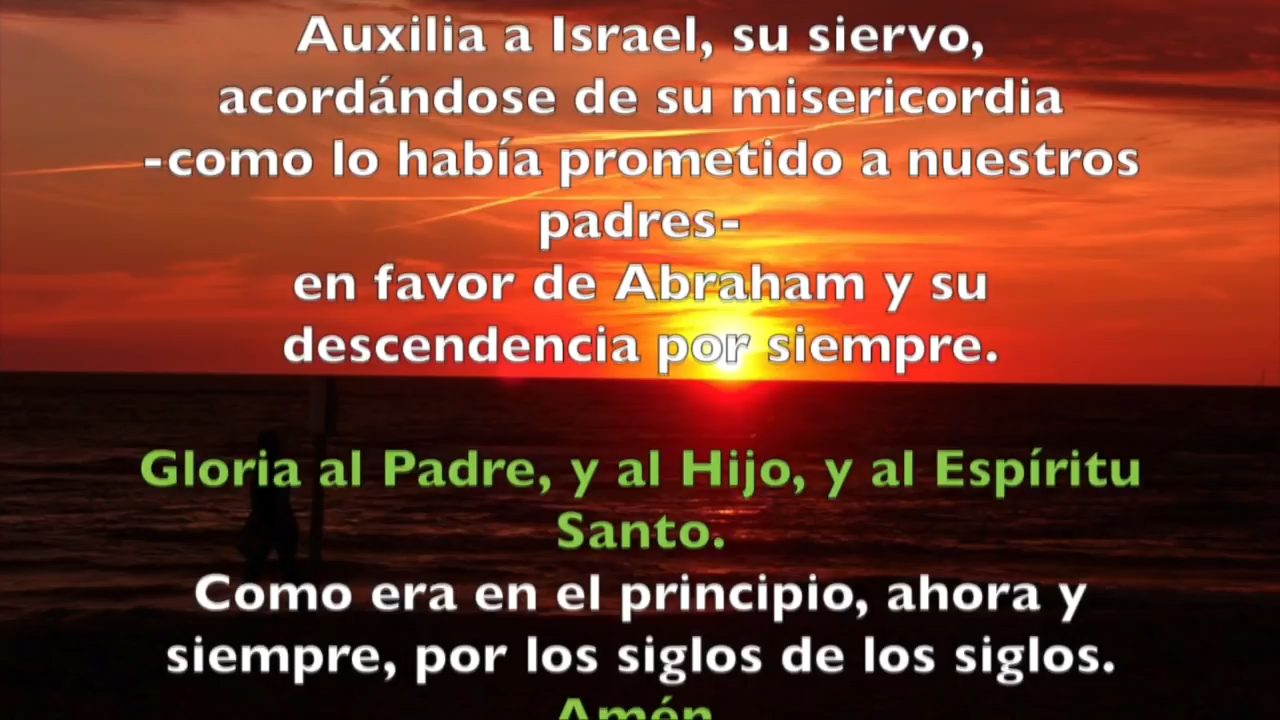 Auxilia a Israel, su siervo,
acordándose de su misericordia
-como lo había prometido a nuestros
padres-
en favor de Abraham y su
descendencia por siempre.
Gloria al Padre, y al Hijo, y al Espíritu
Santo.
Como era en el principio, ahora y
siempre, por los siglos de los siglos.
Amén